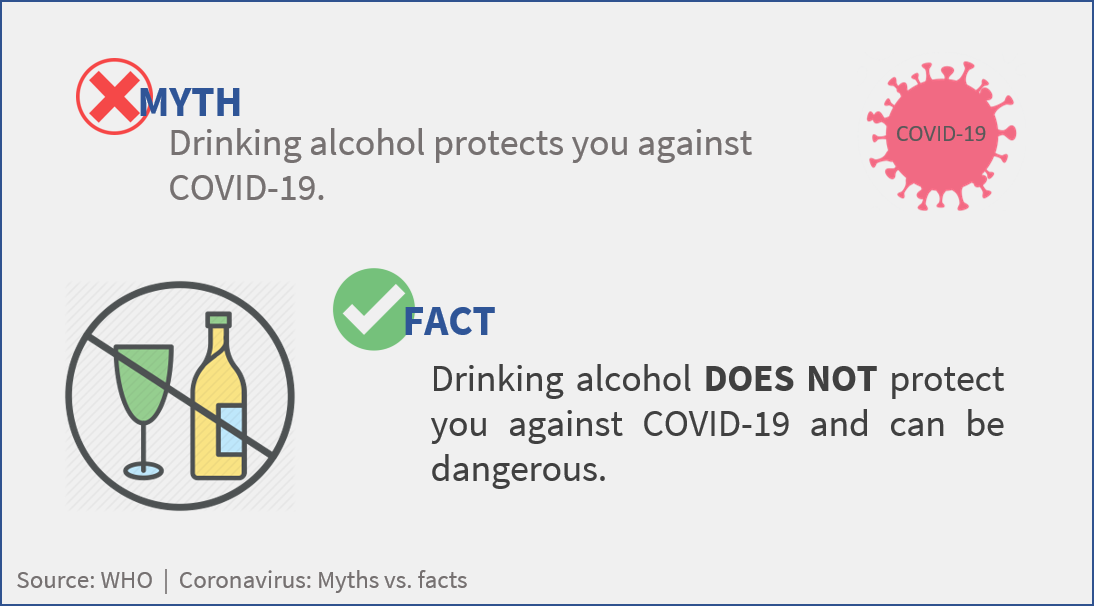 MYTH
Drinking alcohol protects you against
COVID-19.
COVID-19
FACT
Drinking alcohol DOES NOT protect
you against COVID-19 and can be
dangerous.
Source: WHO | Coronavirus: Myths vs. facts